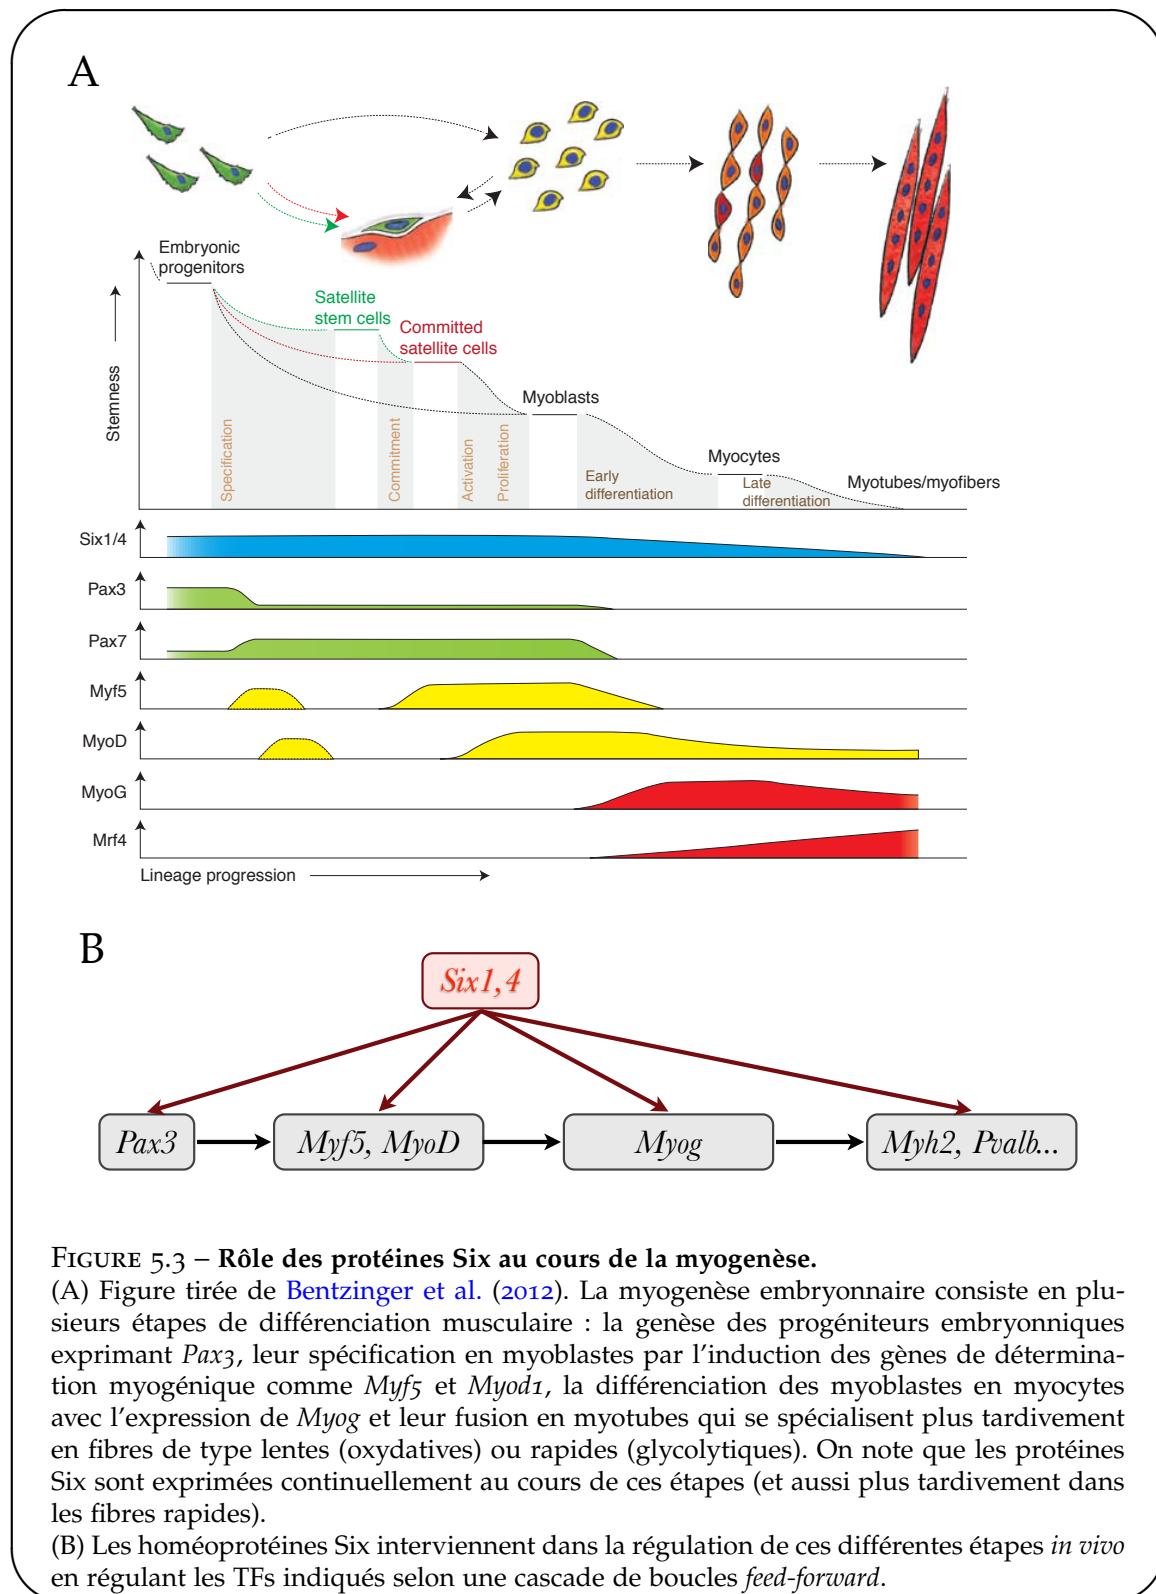 A
Embryonic
progenitors
Satellite
stem cells
Committed
satellite cells
Myoblasts
Myocytes
Myotubes/myofibers
Stemness
Specification
Commitment
Activation
Proliferation
Early
differentiation
Late
differentiation
Six1/4
Pax3
Pax7
Myf5
MyoD
MyoG
Mrf4
Lineage progression
B
Six1,4
Pax3
Myf5, MyoD
Myog
Myh2, Pvalb...
FIGURE 5.3 – Rôle des protéines Six au cours de la myogenèse.
(A) Figure tirée de Bentzinger et al. (2012). La myogenèse embryonnaire consiste en plu-
sieurs étapes de différenciation musculaire : la genèse des progéniteurs embryonniques
exprimant Pax3, leur spécification en myoblastes par l'induction des gènes de détermina-
tion myogénique comme Myf5 et Myod1, la différenciation des myoblastes en myocytes
avec l'expression de Myog et leur fusion en myotubes qui se spécialisent plus tardivement
en fibres de type lentes (oxydatives) ou rapides (glycolytiques). On note que les protéines
Six sont exprimées continuellement au cours de ces étapes (et aussi plus tardivement dans
les fibres rapides).
(B) Les homéoprotéines Six interviennent dans la régulation de ces différentes étapes in vivo
en régulant les TFs indiqués selon une cascade de boucles feed-forward.